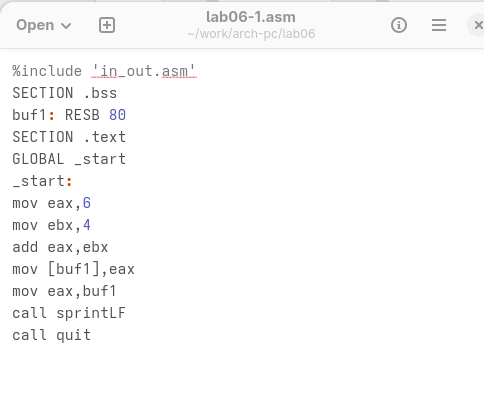 Open
lab06-1.asm
~/work/arch-pc/lab06
%include 'in_out.asm'
SECTION .bss
buf1: RESB 80
SECTION .text
GLOBAL _start
_start:
mov eax,6
mov ebx,4
add eax,ebx
mov [buf1],eax
mov eax,buf1
call sprintLF
call quit